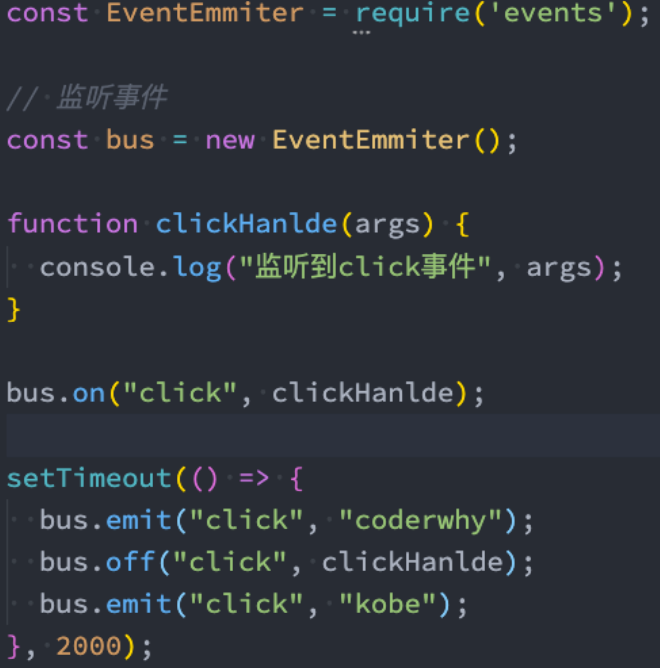 const EventEmmiter = require('events');
// 监听事件
const bus = new EventEmmiter();
function clickHanlde(args) {
  console.log("监听到click事件", args);
}
bus.on("click", clickHanlde);
setTimeout(() => {
  bus.emit("click", "coderwhy");
  bus.off("click", clickHanlde);
  bus.emit("click", "kobe");
}, 2000);